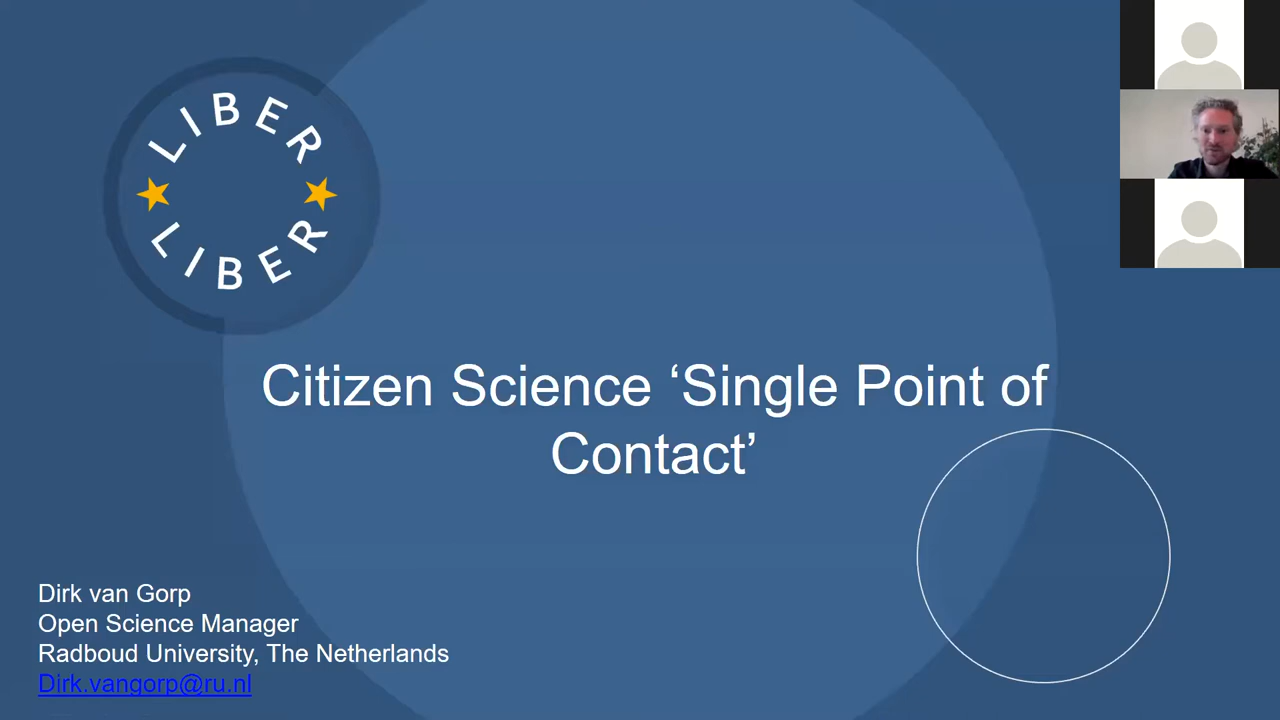 LIBER
LIBER
Citizen Science ‘Single Point of
Contact’
Dirk van Gorp
Open Science Manager
Radboud University, The Netherlands
Dirk.vangorp@ru.nl